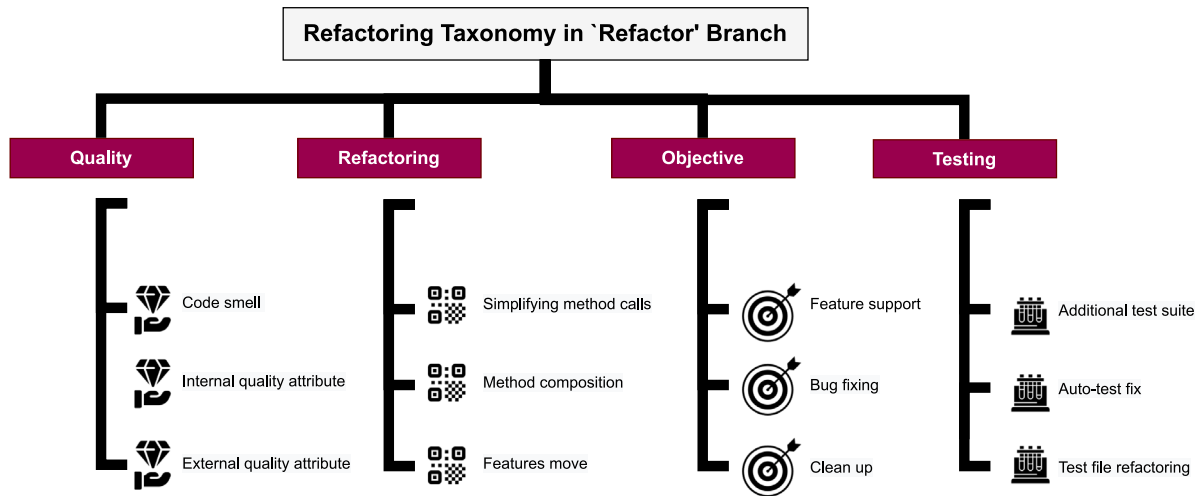 Refactoring Taxonomy in `Refactor' Branch
Quality
Refactoring
Objective
Testing
Code smell
Simplifying method calls
Feature support
Additional test suite
Internal quality attribute
Method composition
Bug fixing
Auto-test fix
External quality attribute
Features move
Clean up
Test file refactoring